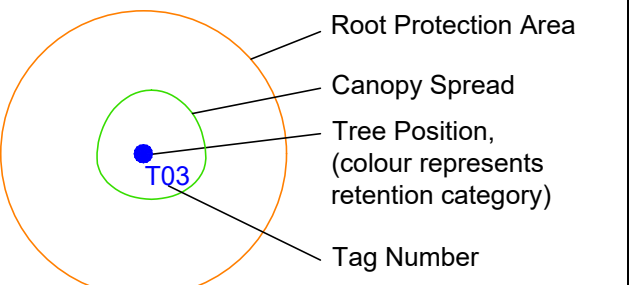 Root Protection Area
Canopy Spread
Tree Position,
(colour represents
retention category)
T03
Tag Number